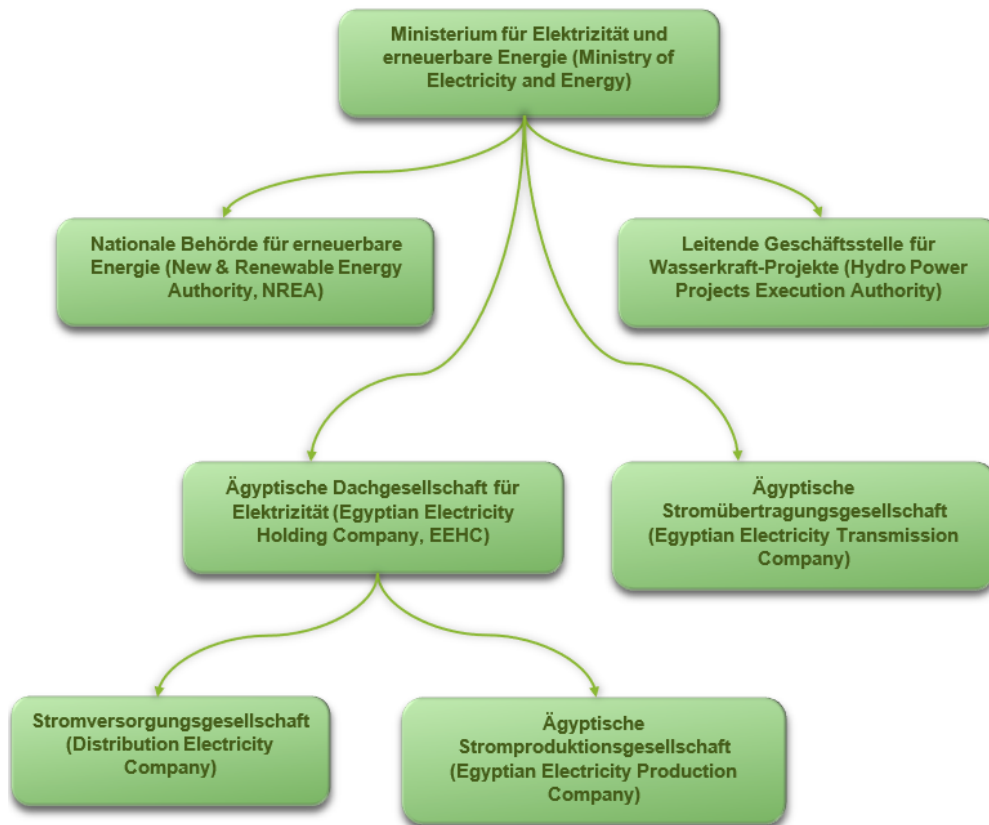 Ministerium für Elektrizität und
erneuerbare Energie (Ministry of
Electricity and Energy)
Nationale Behörde für erneuerbare
Energie (New & Renewable Energy
Authority, NREA)
Leitende Geschäftsstelle für
Wasserkraft-Projekte (Hydro Power
Projects Execution Authority)
Ägyptische Dachgesellschaft für
Elektrizität (Egyptian Electricity
Holding Company, EEHC)
Ägyptische
Stromübertragungsgesellschaft
(Egyptian Electricity Transmission
Company)
Stromversorgungsgesellschaft
(Distribution Electricity
Company)
Ägyptische
Stromproduktionsgesellschaft
(Egyptian Electricity Production
Company)